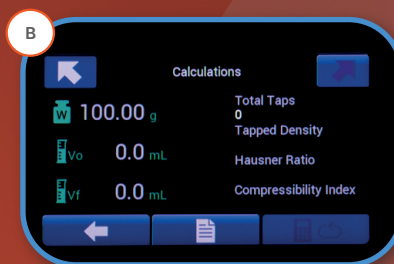 B
Calculations
W 100.00 g
Total Taps
0
Tapped Density
Vo 0.0 mL
Hausner Ratio
Vf 0.0 mL
Compressibility Index